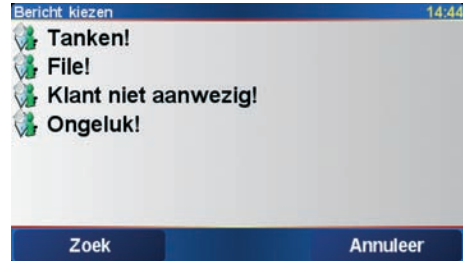 Bericht kiezen 14:44
Tanken!
File!
Klant niet aanwezig!
Ongeluk!
Zoek Annuleer